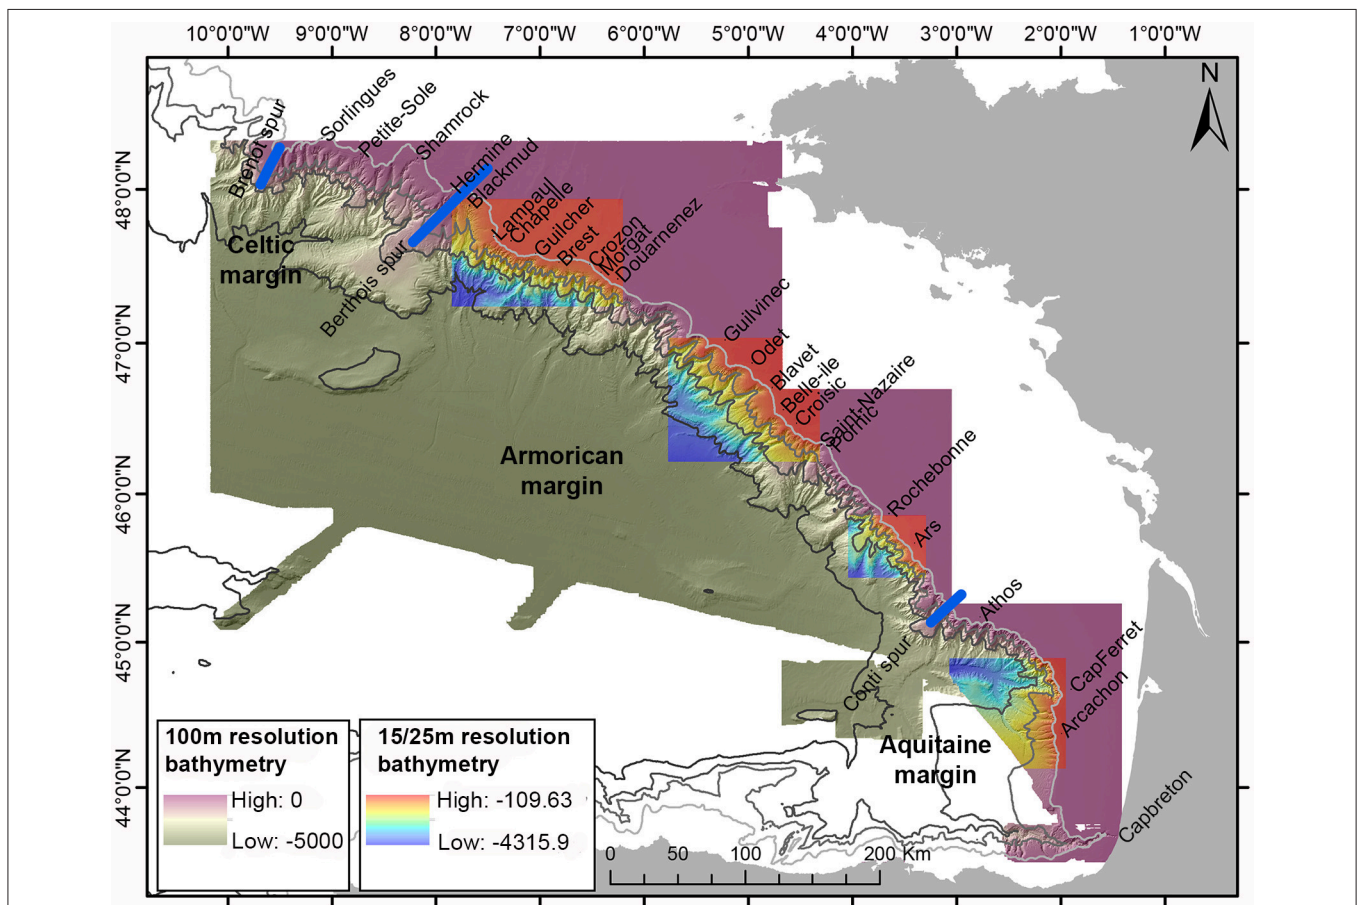 10°0'0"W 9°0'0"W 8°0'0"W 7°0'0"W 6°0'0"W 5°0'0"W 4°0'0"W 3°0'0"W 2°0'0"W 1°0'0"W
N
48°0'0"N
47°0'0"N
46°0'0"N
45°0'0"N
44°0'0"N
Brenot spur
Sorlingues
Petite-Sole
Shamrock
Hermine
Blackmud
Lampaul
Chapelle
Guilcher
Brest
Crozon
Morgat
Douarnenez
Celtic
margin
Berthois spur
Guilvinec
Odet
Blavet
Belle-ile
Croisic
Saint-Nazaire
Pornic
Armorican
margin
Rochebonne
Ars
Athos
Conti spur
CapFerret
Arcachon
Aquitaine
margin
Capbreton
100m resolution
bathymetry
High: 0
Low: -5000
15/25m resolution
bathymetry
High: -109.63
Low: -4315.9
0 50 100 200 Km